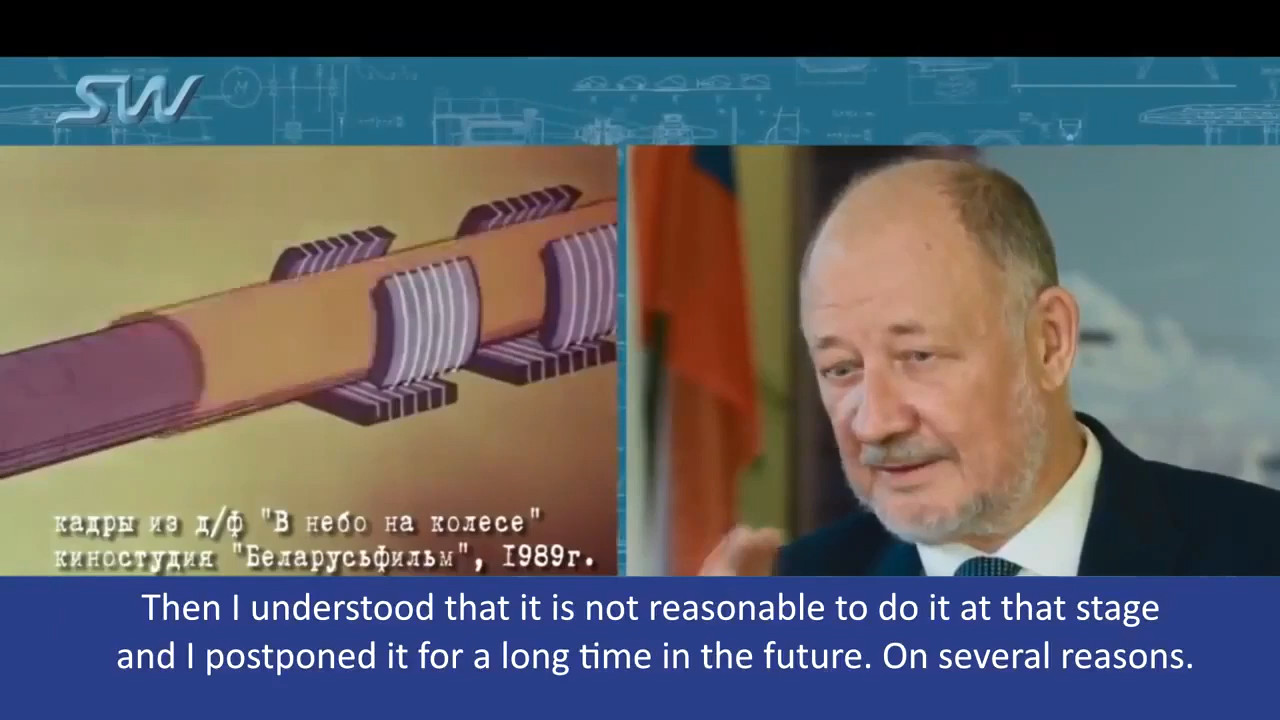 SW
кадры из д/ф "В небо на колесе"
киностудия "Беларусьфильм", 1989г.
Then I understood that it is not reasonable to do it at that stage
and I postponed it for a long time in the future. On several reasons.